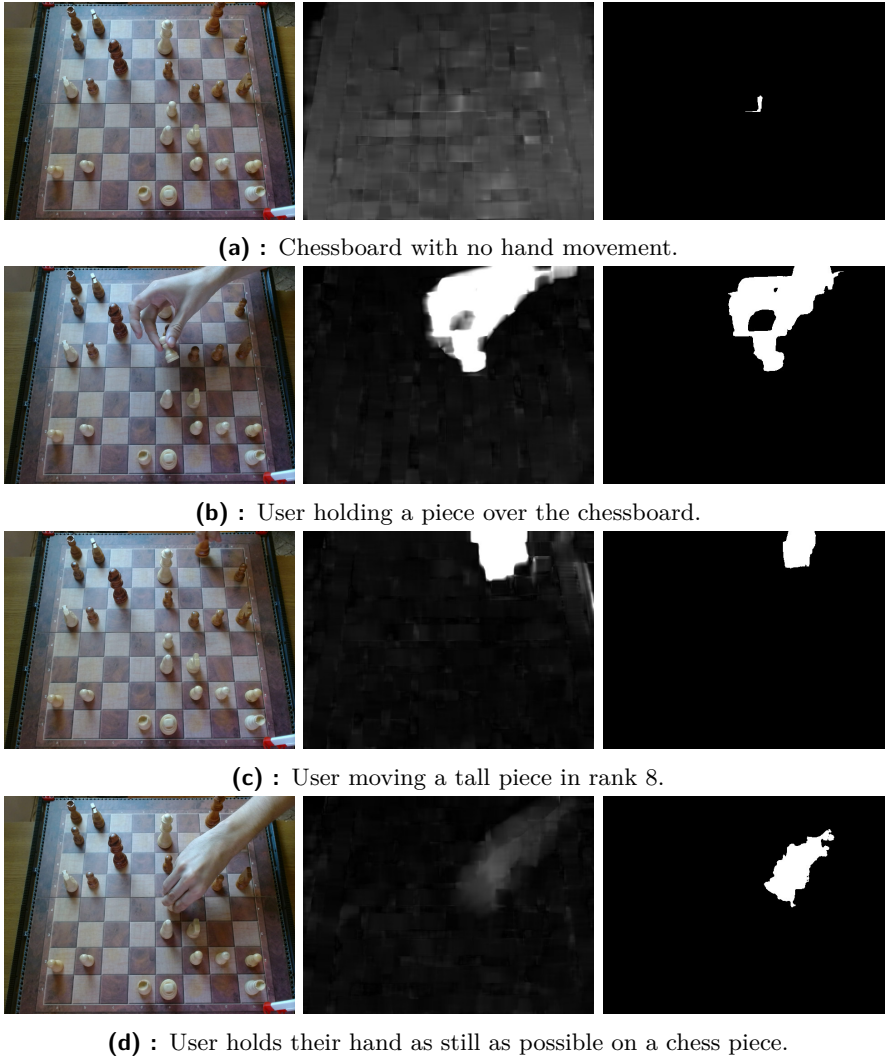 (a) : Chessboard with no hand movement.
(b) : User holding a piece over the chessboard.
(c) : User moving a tall piece in rank 8.
(d) : User holds their hand as still as possible on a chess piece.